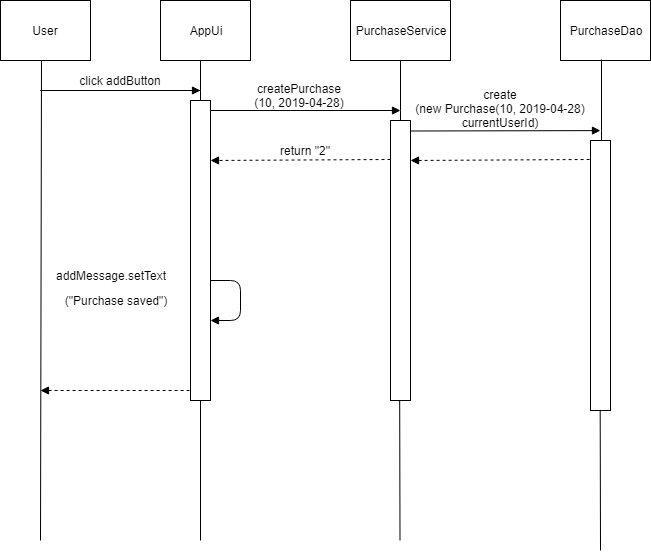 User
AppUi
PurchaseService
PurchaseDao
click addButton
createPurchase
(10, 2019-04-28)
create
(new Purchase(10, 2019-04-28)
currentUserId)
return "2"
addMessage.setText
("Purchase saved")